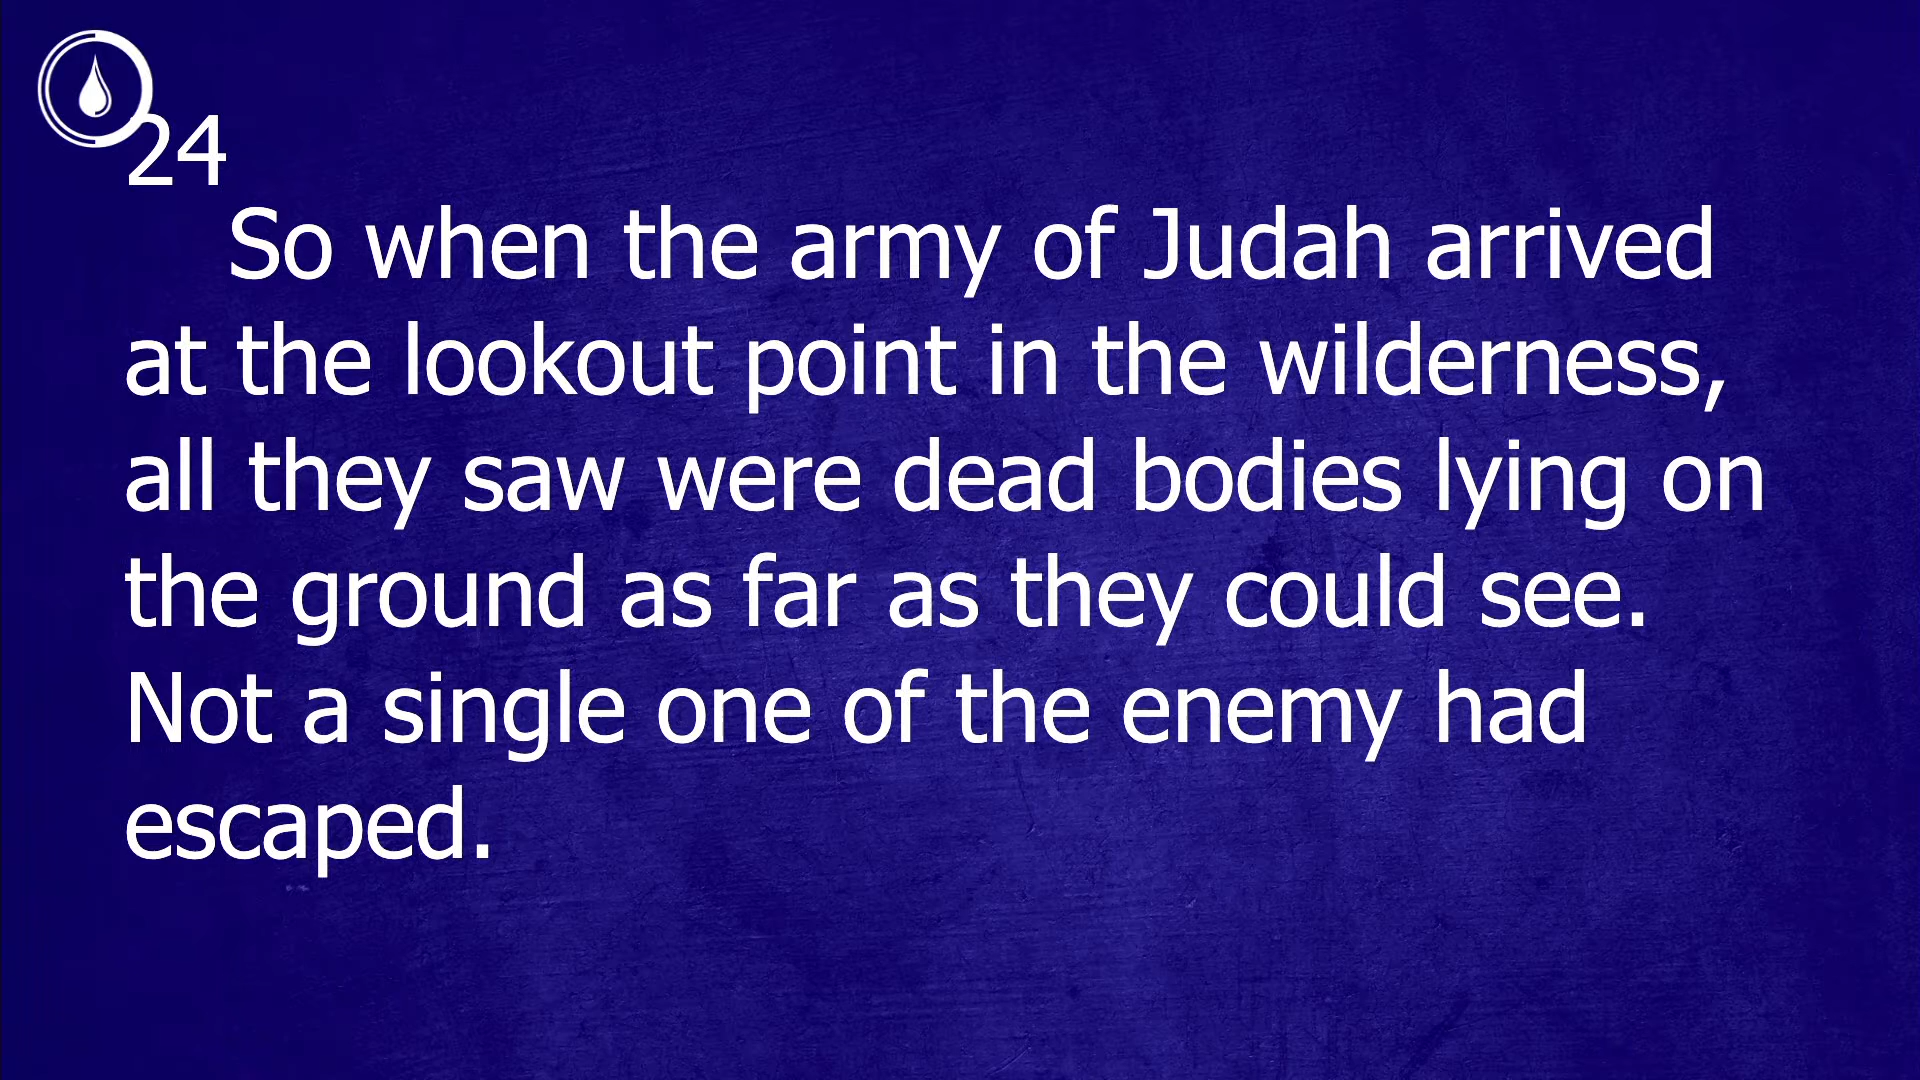 24
So when the army of Judah arrived
at the lookout point in the wilderness,
all they saw were dead bodies lying on
the ground as far as they could see.
Not a single one of the enemy had
escaped.